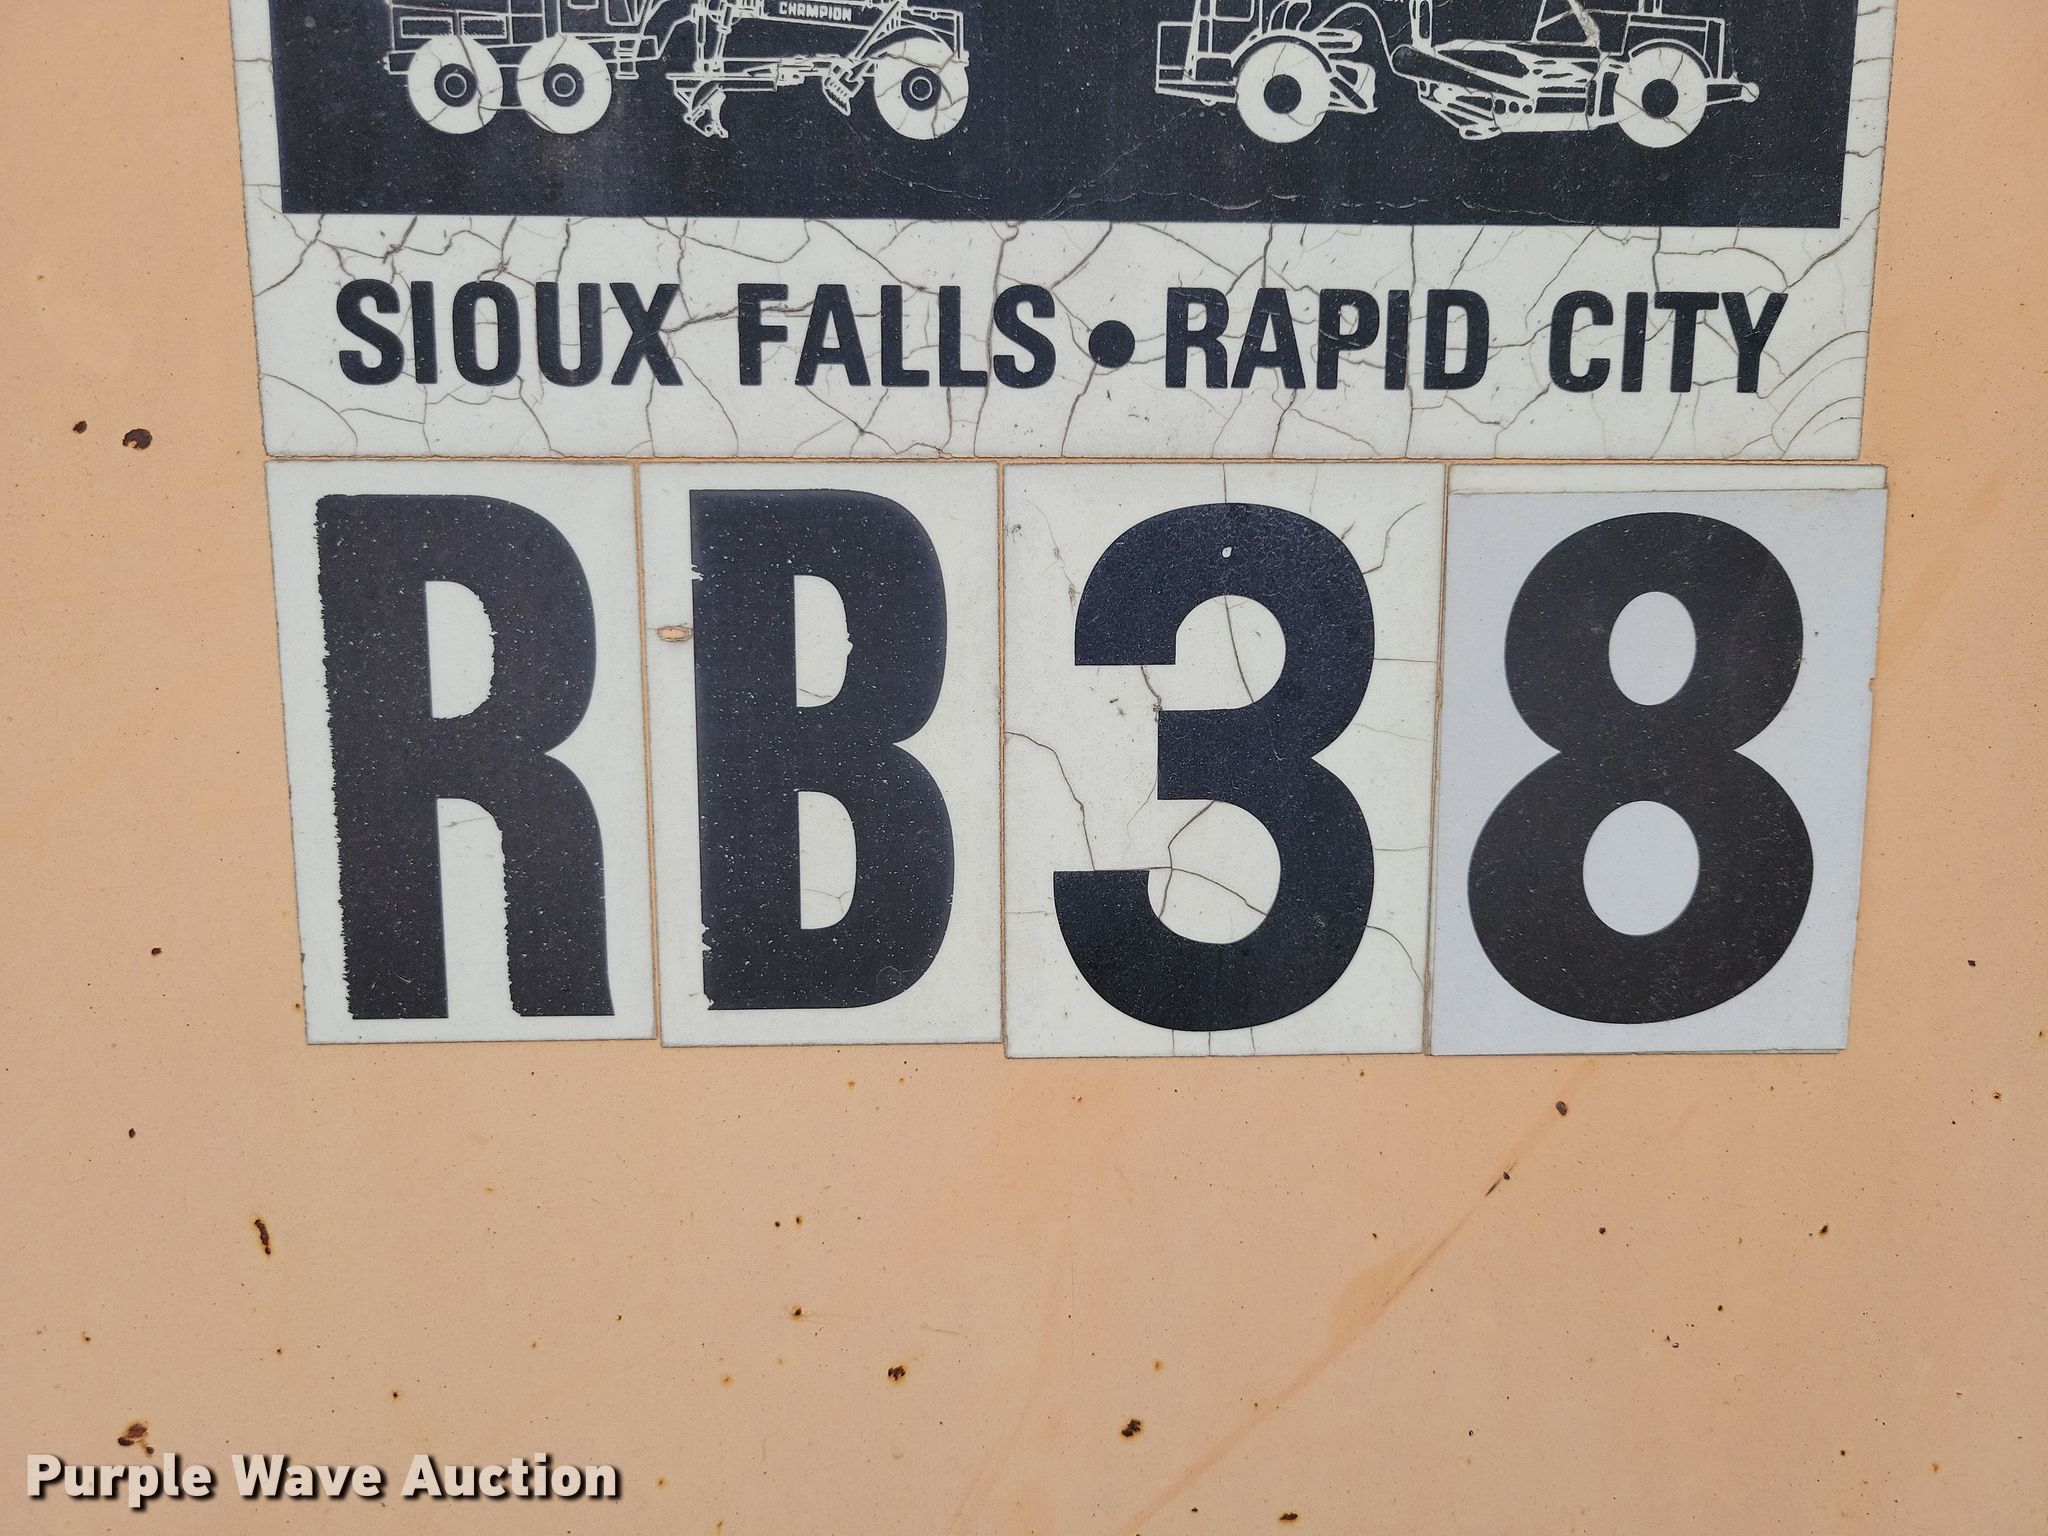 CHAMPION
SIOUX FALLS • RAPID CITY
RB38
Purple Wave Auction